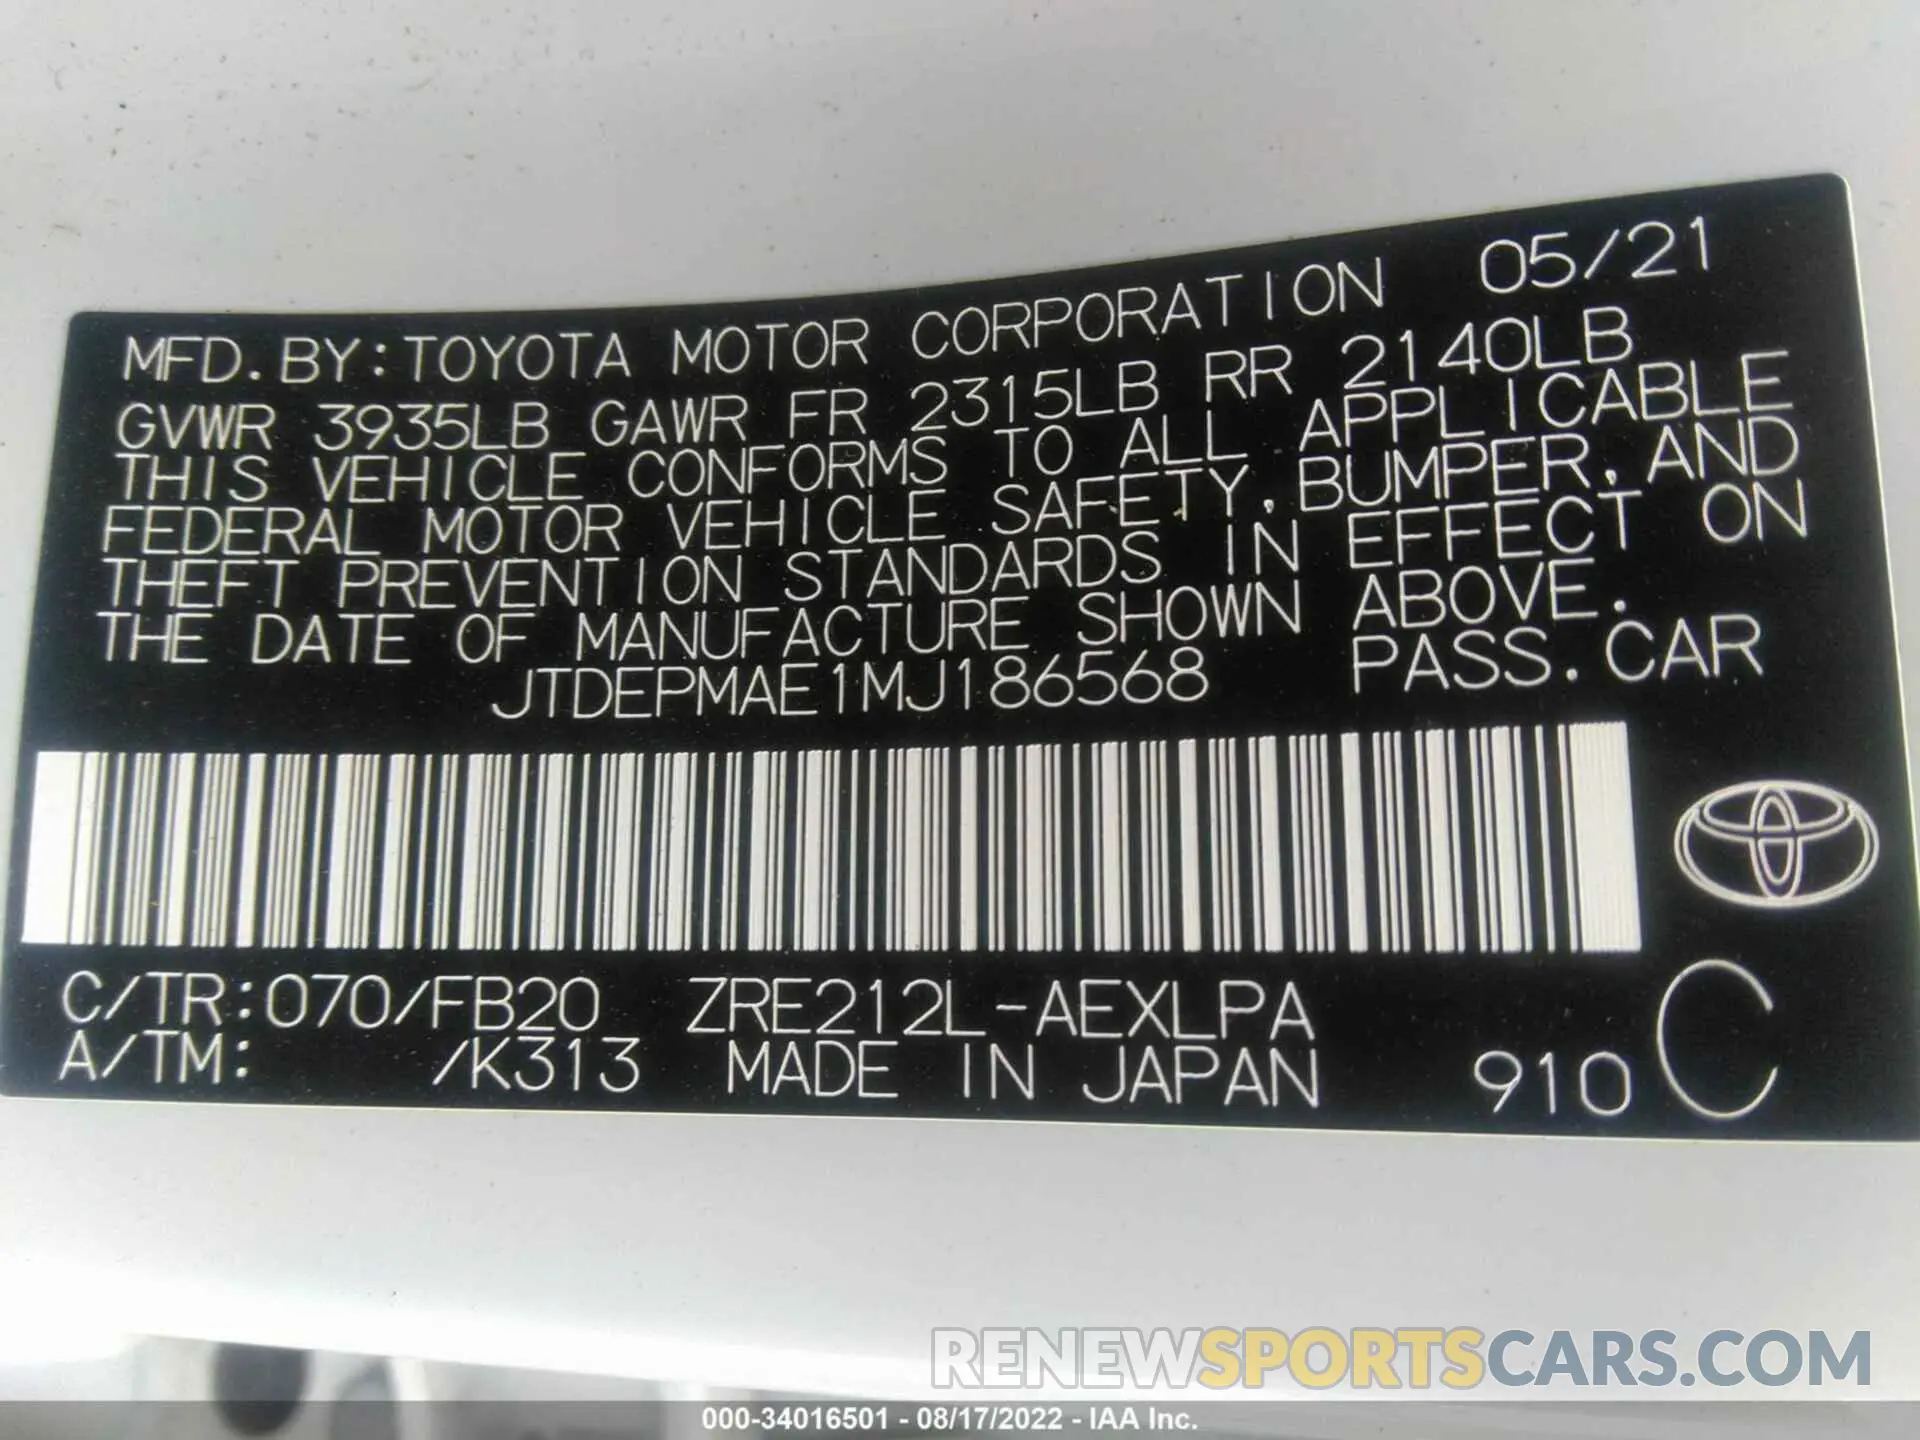 MFD. BY: TOYOTA MOTOR CORPORATION 05/21
GVWR 3935LB GAWR FR 2315LB RR 2140LB
THIS VEHICLE CONFORMS TO ALL APPLICABLE
FEDERAL MOTOR VEHICLE SAFETY, BUMPER, AND
THEFT PREVENTION STANDARDS IN EFFECT ON
THE DATE OF MANUFACTURE SHOWN ABOVE.
JTDEPMAE1MJ186568 PASS. CAR
C/TR:070/FB20 ZRE212L-AEXLPA
A/TM: /K313 MADE IN JAPAN 910 C
RENEWSPORTSCARS.COM
000-34016501 - 08/17/2022 - IAA Inc.